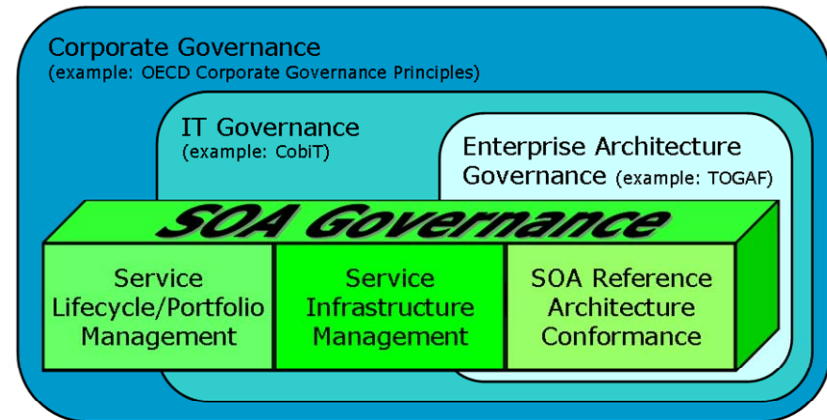 Corporate Governance
(example: OECD Corporate Governance Principles)
IT Governance
(example: CobiT)
Enterprise Architecture
Governance (example: TOGAF)
SOA Governance
Service
Lifecycle/Portfolio
Management
Service
Infrastructure
Management
SOA Reference
Architecture
Conformance